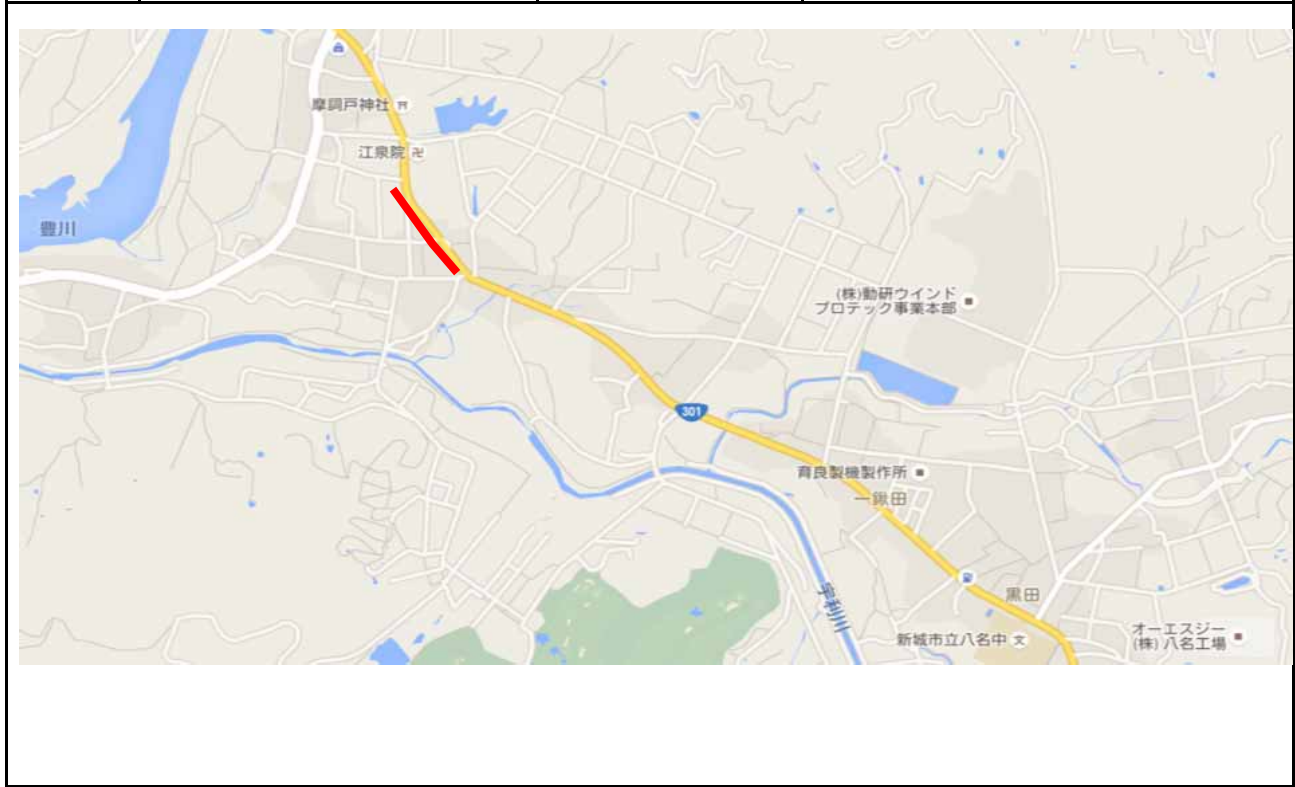 摩訶戸神社
江泉院
豊川
(株)動研ウインド
プロテック事業本部
301
育良製機製作所
一鍬田
宇利川
黒田
新城市立八名中
文
オーエスジー
(株)八名工場